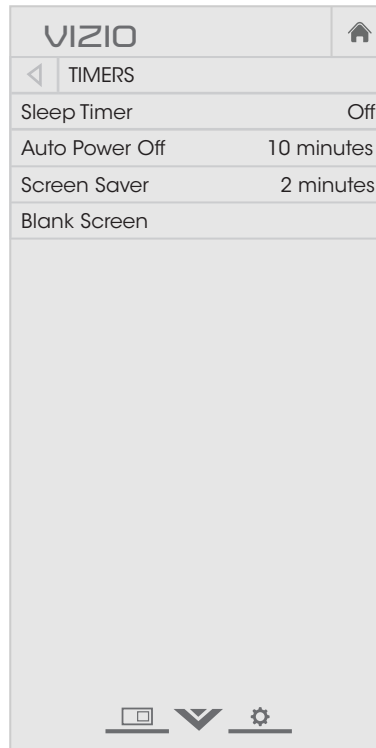 VIZIO
TIMERS
Sleep Timer Off
Auto Power Off 10 minutes
Screen Saver 2 minutes
Blank Screen